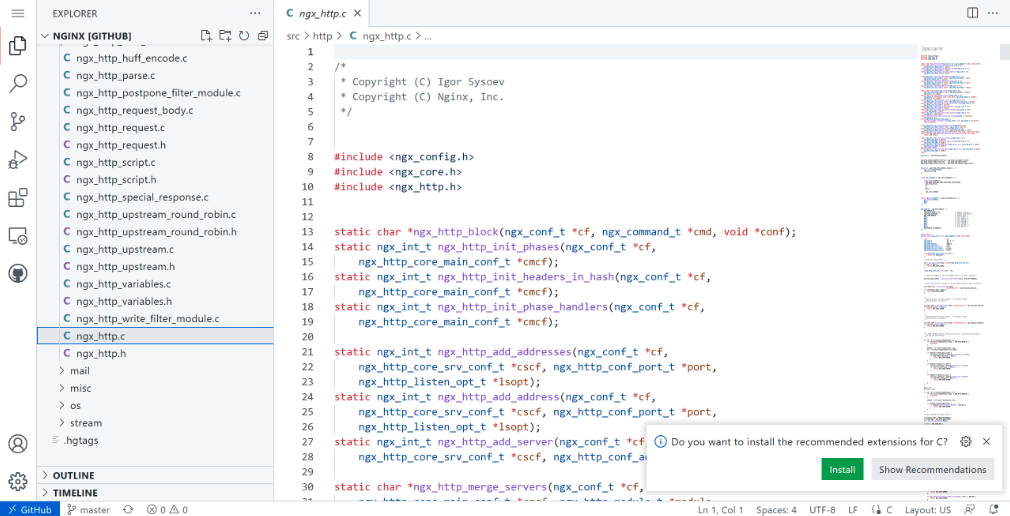 EXPLORER
NGINX [GITHUB]
C ngx_http_huff_encode.c
C ngx_http_parse.c
C ngx_http_postpone_filter_module.c
C ngx_http_request_body.c
C ngx_http_request.c
C ngx_http_request.h
C ngx_http_script.c
C ngx_http_script.h
C ngx_http_special_response.c
C ngx_http_upstream_round_robin.c
C ngx_http_upstream_round_robin.h
C ngx_http_upstream.c
C ngx_http_upstream.h
C ngx_http_variables.c
C ngx_http_variables.h
C ngx_http_write_filter_module.c
C ngx_http.c
C ngx_http.h
mail
misc
os
stream
.hgtags
OUTLINE
TIMELINE
C ngx_http.c
src > http > C ngx_http.c > ...
1
2 /*
3 * Copyright (C) Igor Sysoev
4 * Copyright (C) Nginx, Inc.
5 */
6
7
8 #include <ngx_config.h>
9 #include <ngx_core.h>
10 #include <ngx_http.h>
11
12
13 static char *ngx_http_block(ngx_conf_t *cf, ngx_command_t *cmd, void *conf);
14 static ngx_int_t ngx_http_init_phases(ngx_conf_t *cf,
15 ngx_http_core_main_conf_t *cmcf);
16 static ngx_int_t ngx_http_init_headers_in_hash(ngx_conf_t *cf,
17 ngx_http_core_main_conf_t *cmcf);
18 static ngx_int_t ngx_http_init_phase_handlers(ngx_conf_t *cf,
19 ngx_http_core_main_conf_t *cmcf);
20
21 static ngx_int_t ngx_http_add_addresses(ngx_conf_t *cf,
22 ngx_http_core_srv_conf_t *cscf, ngx_http_conf_port_t *port,
23 ngx_http_listen_opt_t *lsopt);
24 static ngx_int_t ngx_http_add_address(ngx_conf_t *cf,
25 ngx_http_core_srv_conf_t *cscf, ngx_http_conf_port_t *port,
26 ngx_http_listen_opt_t *lsopt);
27 static ngx_int_t ngx_http_add_server(ngx_conf_t *cf
28 ngx_http_core_srv_conf_t *cscf, ngx_http_conf_a
29
30 static char *ngx_http_merge_servers(ngx_conf_t *cf,
Do you want to install the recommended extensions for C?
Install
Show Recommendations
GitHub
master
0
0
Ln 1, Col 1
Spaces: 4
UTF-8
LF
C
Layout: US